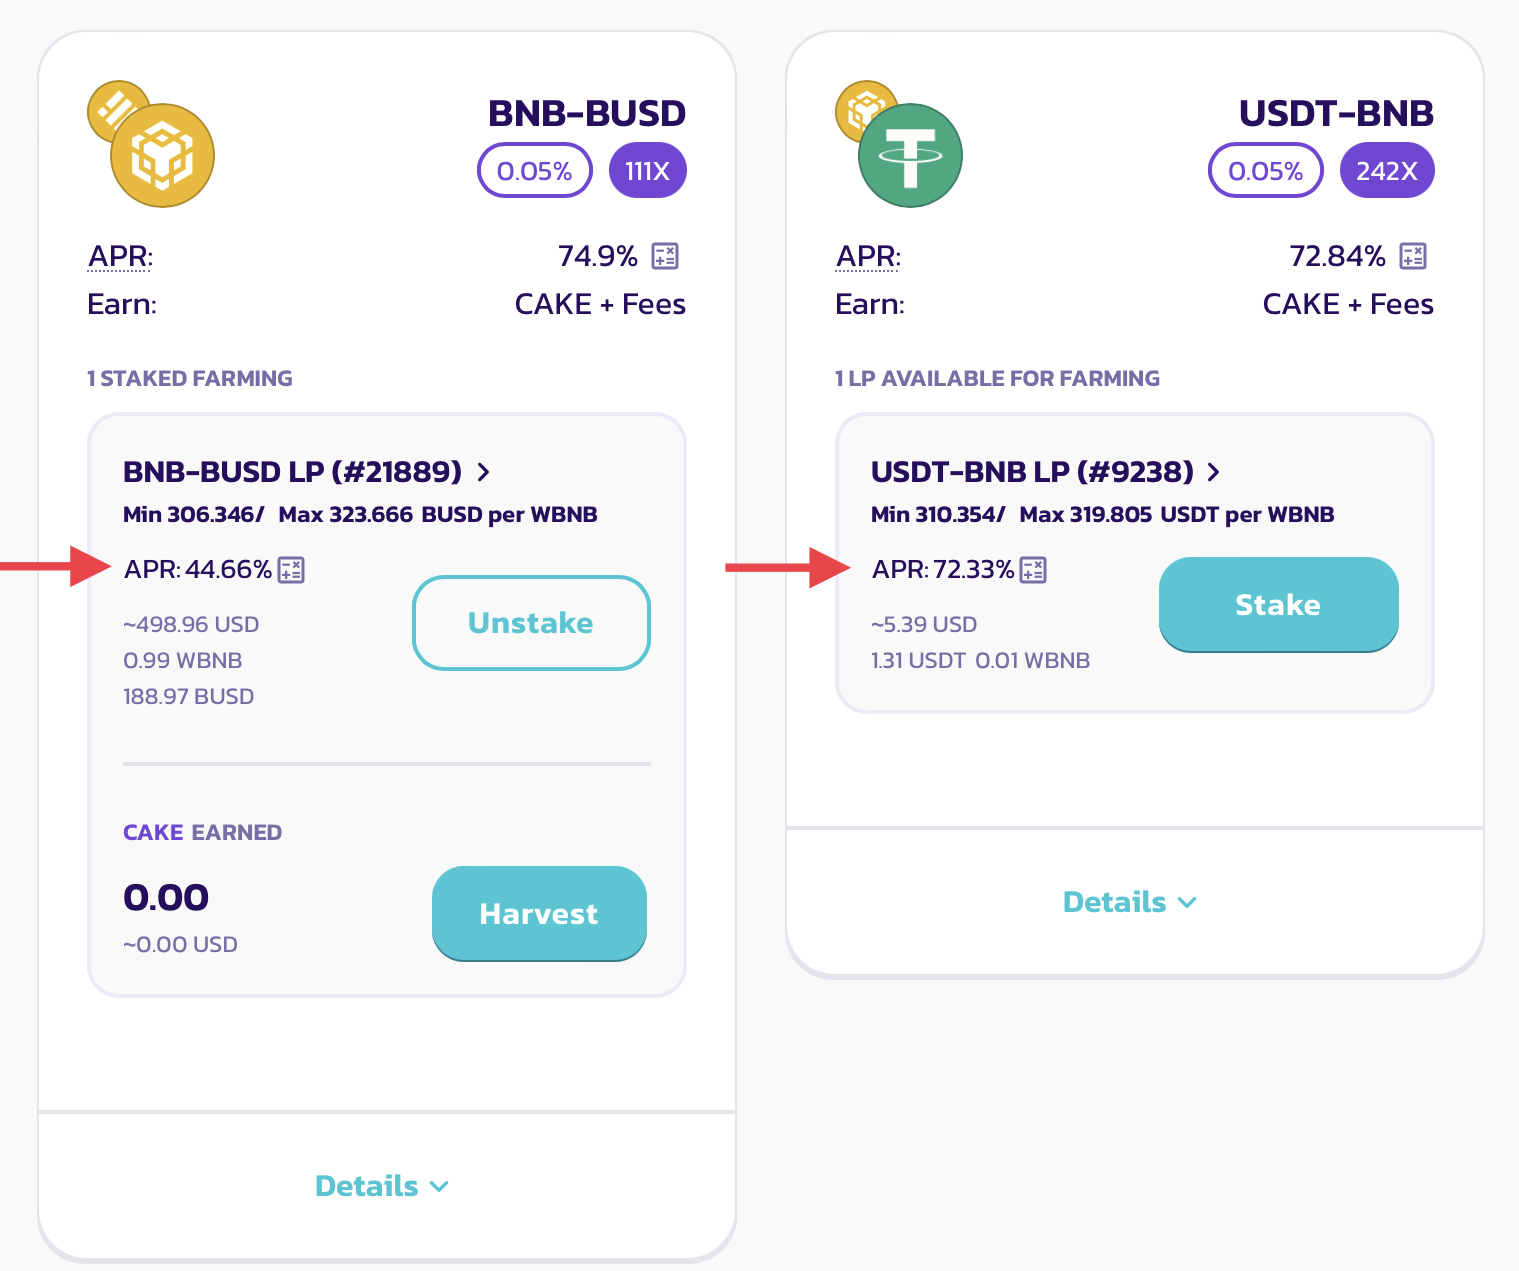 BNB-BUSD
0.05% 111X
APR: 74.9%
Earn: CAKE + Fees
1 STAKED FARMING
BNB-BUSD LP (#21889)
Min 306.346/ Max 323.666 BUSD per WBNB
APR: 44.66%
~498.96 USD
0.99 WBNB
188.97 BUSD
Unstake
CAKE EARNED
0.00
~0.00 USD
Harvest
Details
USDT-BNB
0.05% 242X
APR: 72.84%
Earn: CAKE + Fees
1 LP AVAILABLE FOR FARMING
USDT-BNB LP (#9238)
Min 310.354/ Max 319.805 USDT per WBNB
APR: 72.33%
~5.39 USD
1.31 USDT 0.01 WBNB
Stake
Details